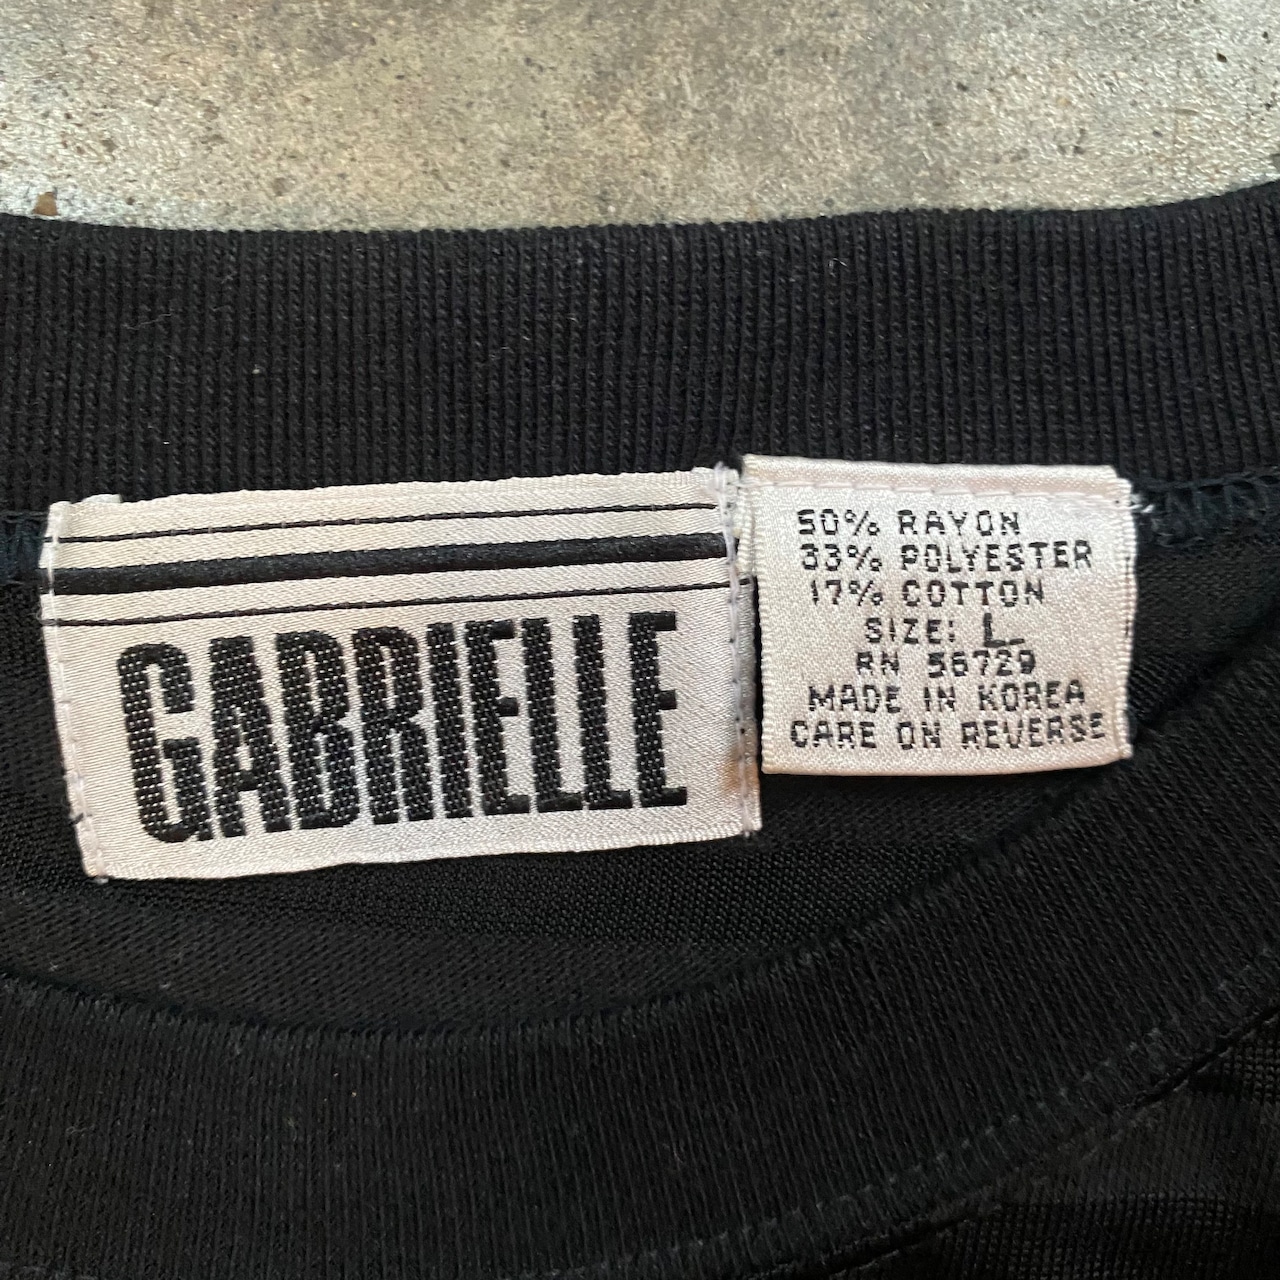 GABRIELLE
50% RAYON
33% POLYESTER
17% COTTON
SIZE: L
RN 56729
MADE IN KOREA
CARE ON REVERSE